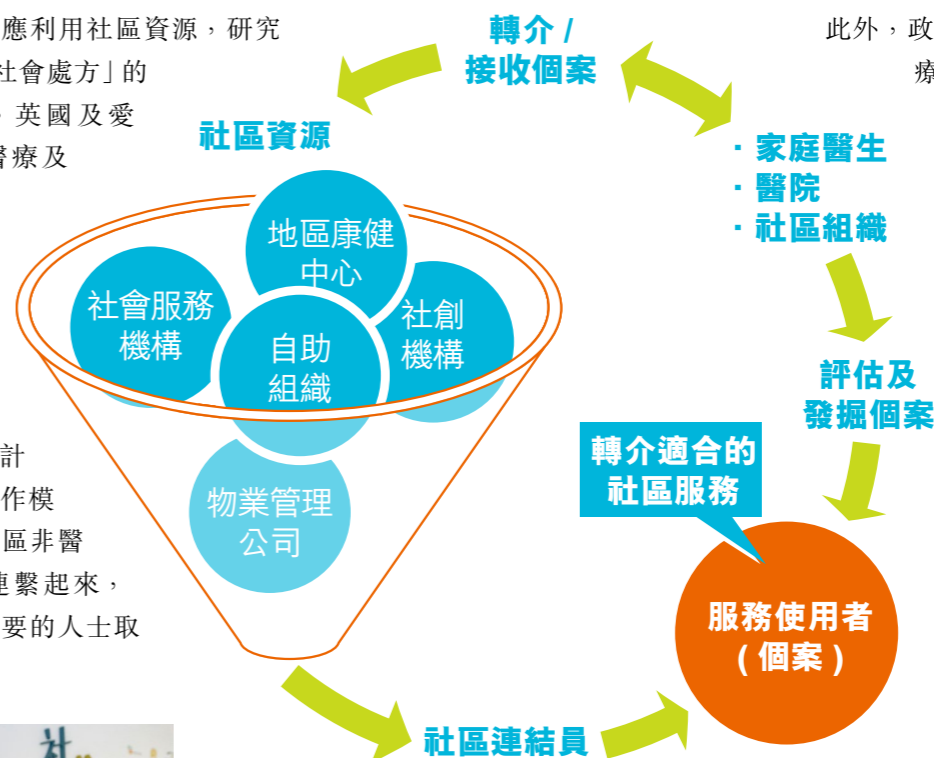 應利用社區資源，研究
社會處方」的
英國及愛
醫療及
計
作模
區非醫
連繫起來，
要的人士取
此外，政
療
轉介 /
接收個案
社區資源
地區康健
中心
社會服務
機構
自助
組織
社創
機構
物業管理
公司
· 家庭醫生
· 醫院
· 社區組織
評估及
發掘個案
轉介適合的
社區服務
服務使用者
( 個案 )
社區連結員
社